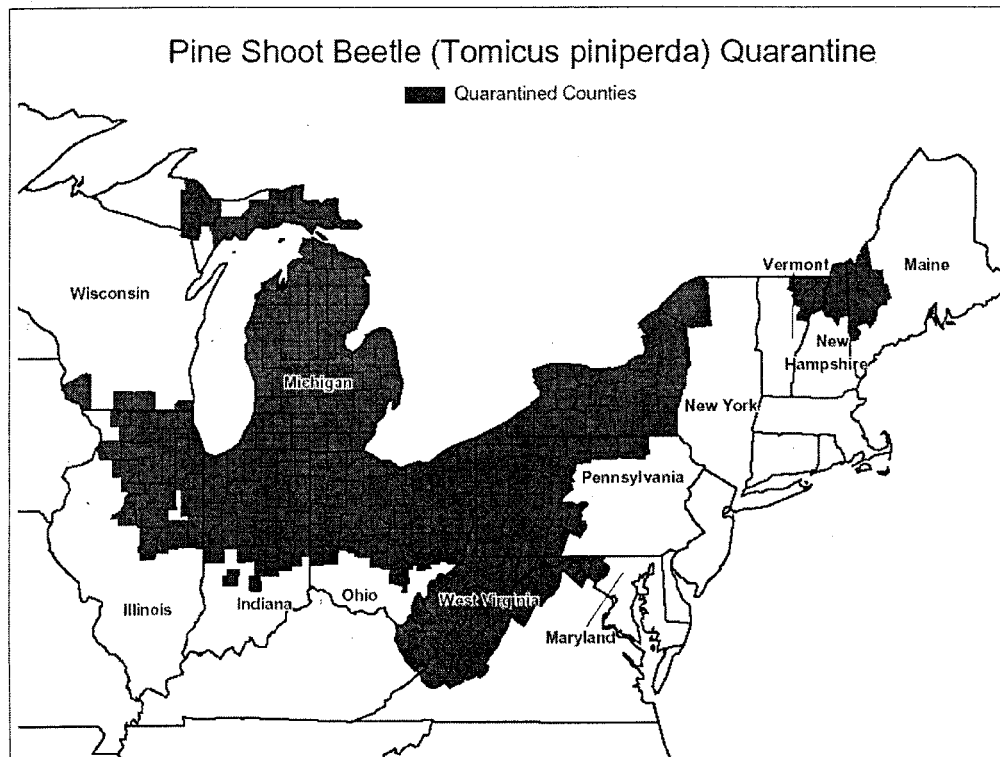 Pine Shoot Beetle (Tomicus piniperda) Quarantine
Quarantined Counties
Vermont
Maine
Wisconsin
New
Hampshire
Michigan
New York
Pennsylvania
Illinois
Indiana
Ohio
West Virginia
Maryland